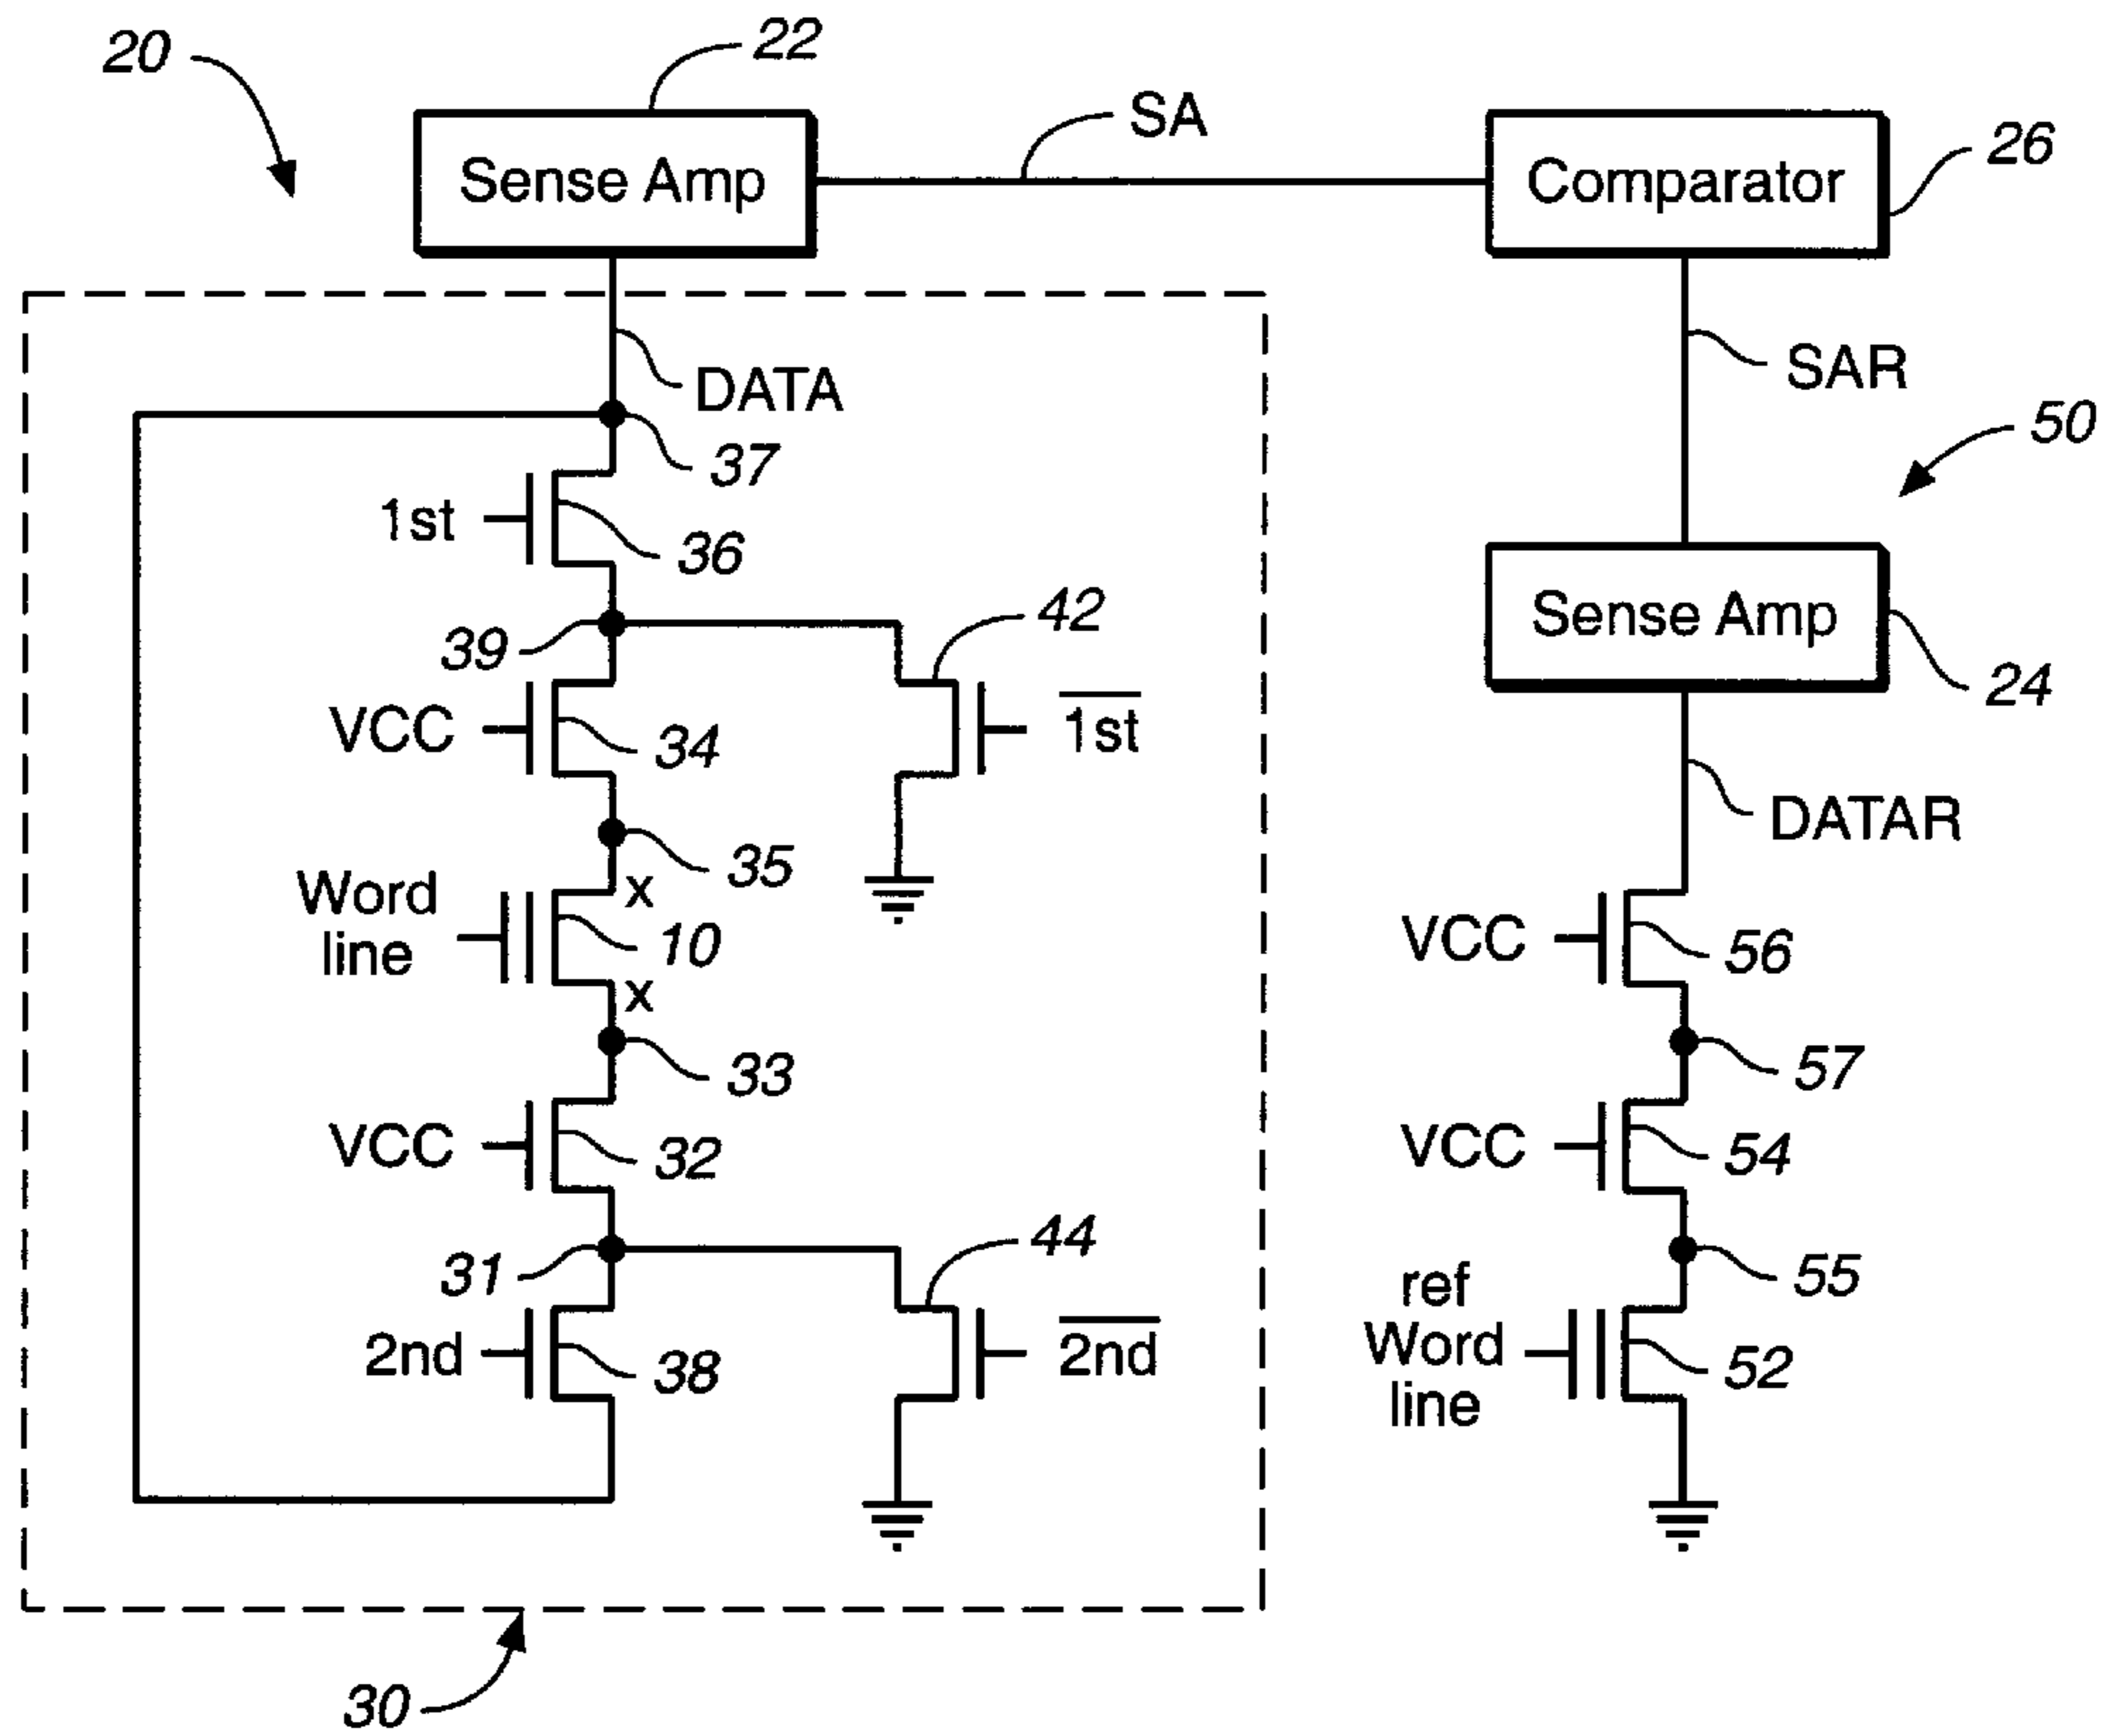 20
22
Sense Amp
SA
Comparator
26
DATA
37
SAR
50
1st
36
39
42
Sense Amp
24
VCC
34
1st
35
DATAR
Word
line
x
10
x
VCC
56
33
57
VCC
32
VCC
54
31
44
55
2nd
38
2nd
ref
Word
line
52
30